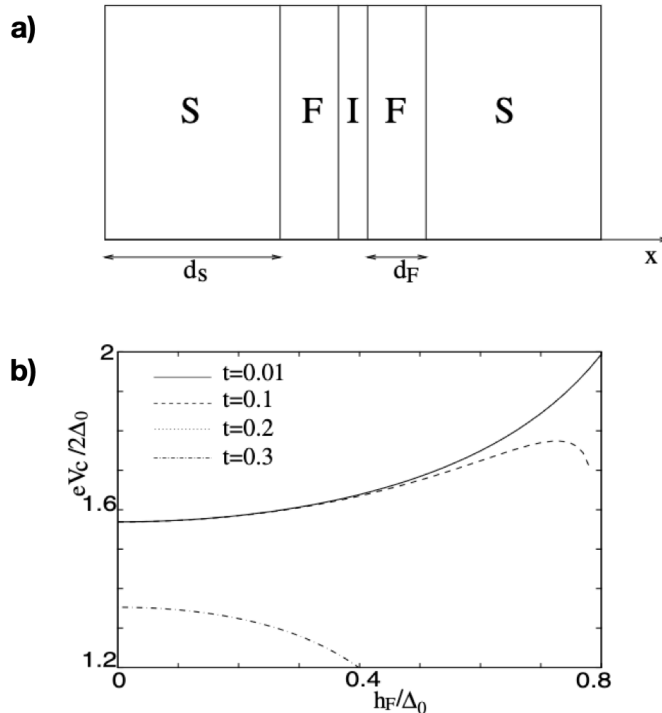 a)
S F I F S
x
dS dF
b)
2
t=0.01
t=0.1
t=0.2
t=0.3
eVc/2Δ0
1.6
1.2
0 0.4 0.8
hF/Δ0